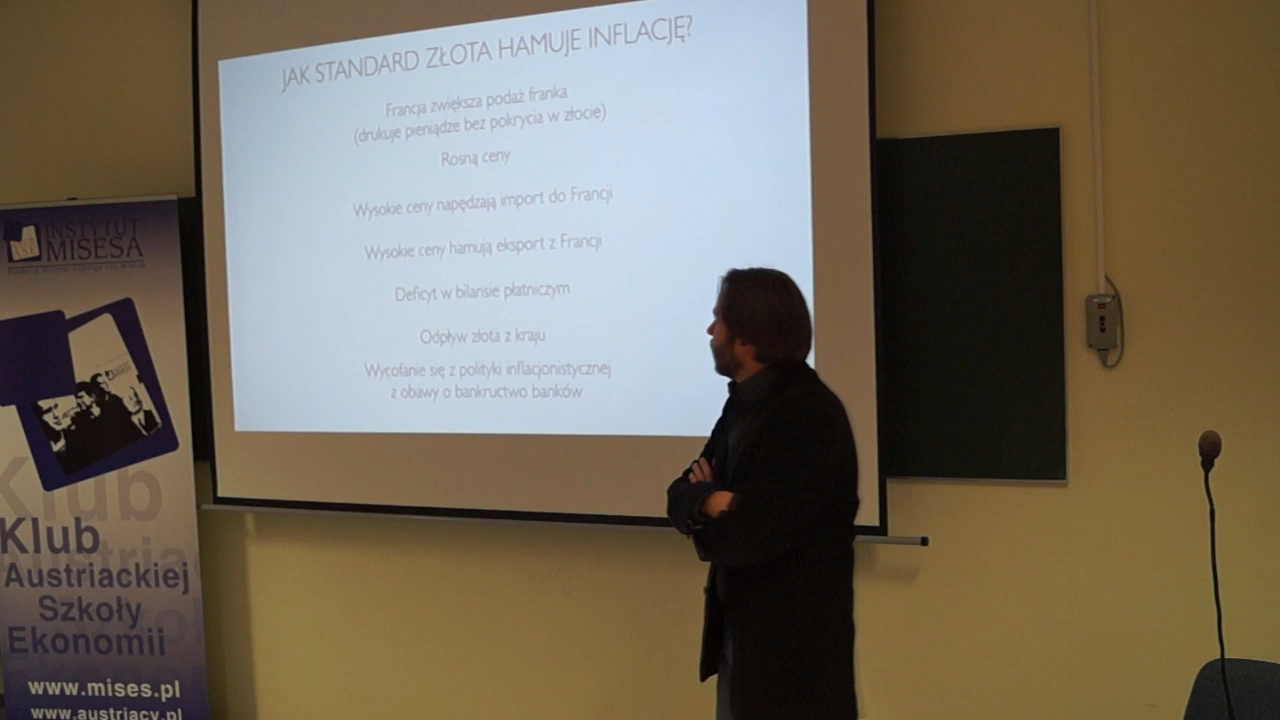 JAK STANDARD ZŁOTA HAMUJE INFLACJĘ?
Francja zwiększa podaż franka
(drukuje pieniądze bez pokrycia w złocie)
Rosną ceny
Wysokie ceny napędzają import do Francji
Wysokie ceny hamują eksport z Francji
Deficyt w bilansie płatniczym
Odpływ złota z kraju
Wycofanie się z polityki inflacjonistycznej
z obawy o bankructwo banków
INSTYTUT
MISESA
Klub
Klub
Austriackiej
Szkoły
Ekonomii
www.mises.pl
www.austriacy.pl